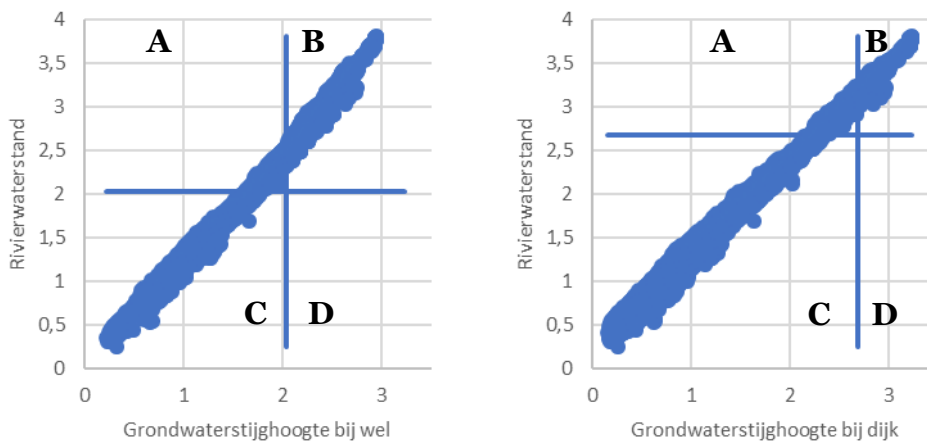 4
3,5
3
2,5
2
1,5
1
0,5
0
Rivierwaterstand
A
B
C
D
0 1 2 3
Grondwaterstijghoogte bij wel
4
3,5
3
2,5
2
1,5
1
0,5
0
Rivierwaterstand
A
B
C
D
0 1 2 3
Grondwaterstijghoogte bij dijk